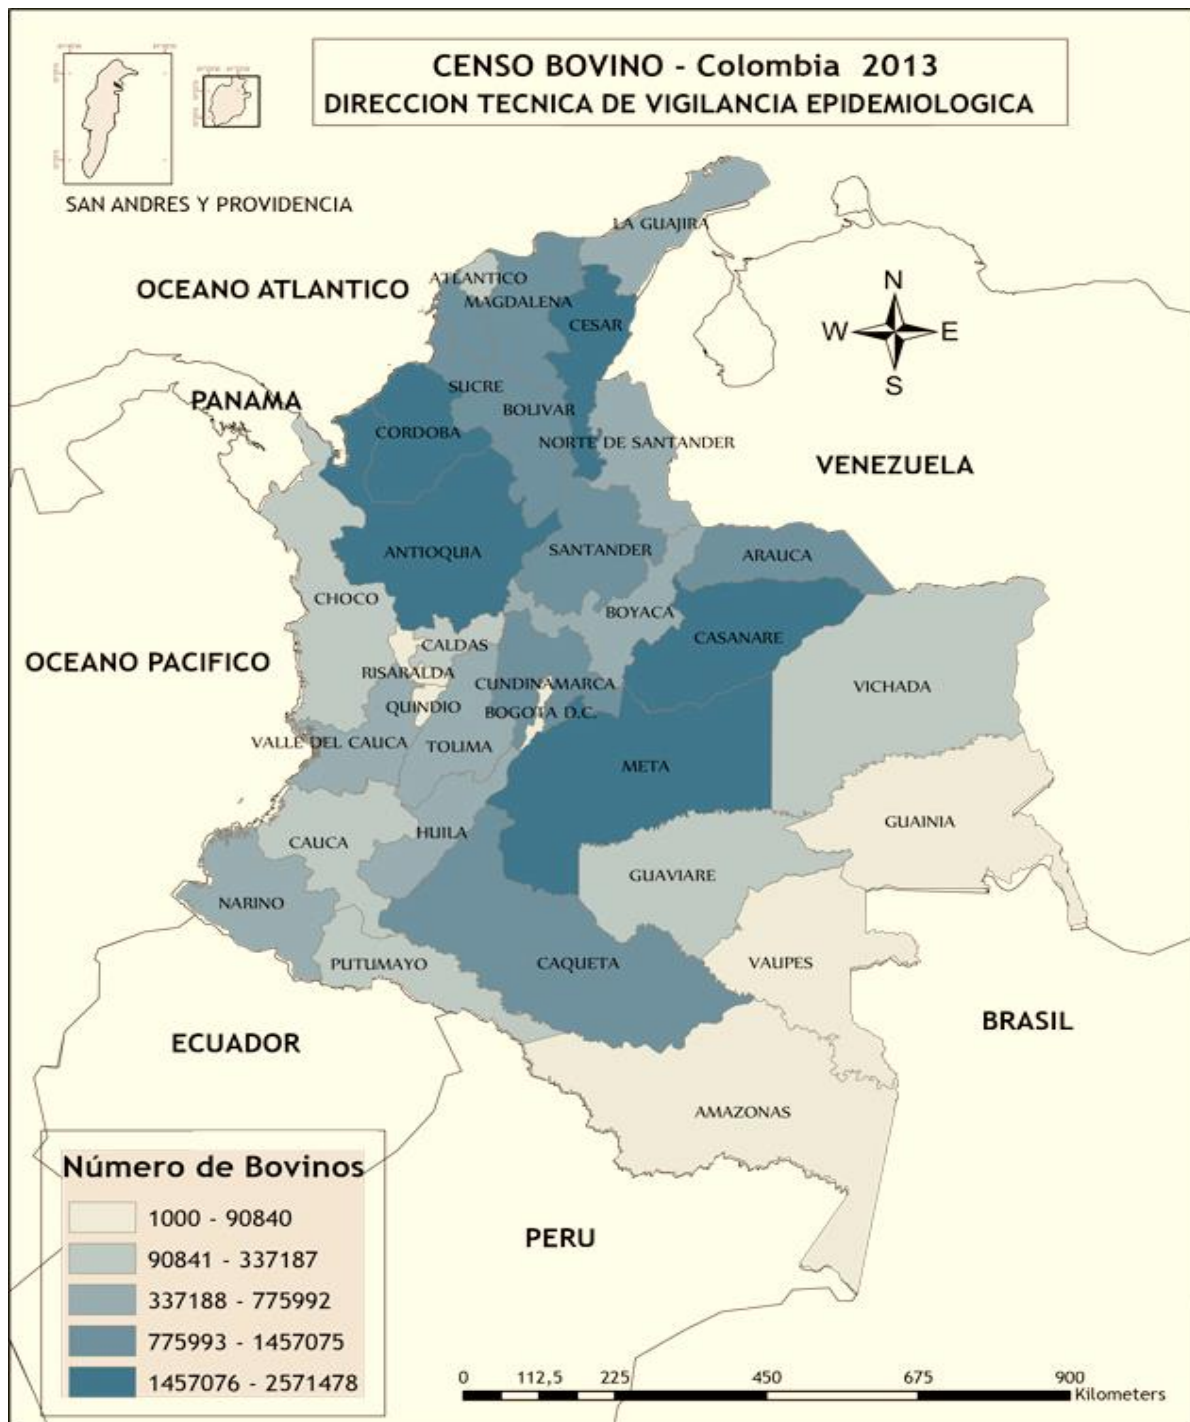 CENSO BOVINO - Colombia 2013
DIRECCION TECNICA DE VIGILANCIA EPIDEMIOLOGICA
SAN ANDRES Y PROVIDENCIA
LA GUAJIRA
OCEANO ATLANTICO
ATLANTICO
MAGDALENA
CESAR
N
W
E
S
PANAMA
SUCRE
BOLIVAR
CORDOBA
NORTE DE SANTANDER
VENEZUELA
ANTIOQUIA
SANTANDER
ARAUCA
CHOCO
BOYACA
CASANARE
OCEANO PACIFICO
CALDAS
RISARALDA
CUNDINAMARCA
VICHADA
QUINDIO
BOGOTA D.C.
VALLE DEL CAUCA
TOLIMA
META
GUAINIA
CAUCA
HUILA
GUAVIARE
NARINO
PUTUMAYO
CAQUETA
VAUPES
ECUADOR
BRASIL
AMAZONAS
PERU
Número de Bovinos
1000 - 90840
90841 - 337187
337188 - 775992
775993 - 1457075
1457076 - 2571478
0 112,5 225 450 675 900
Kilometers